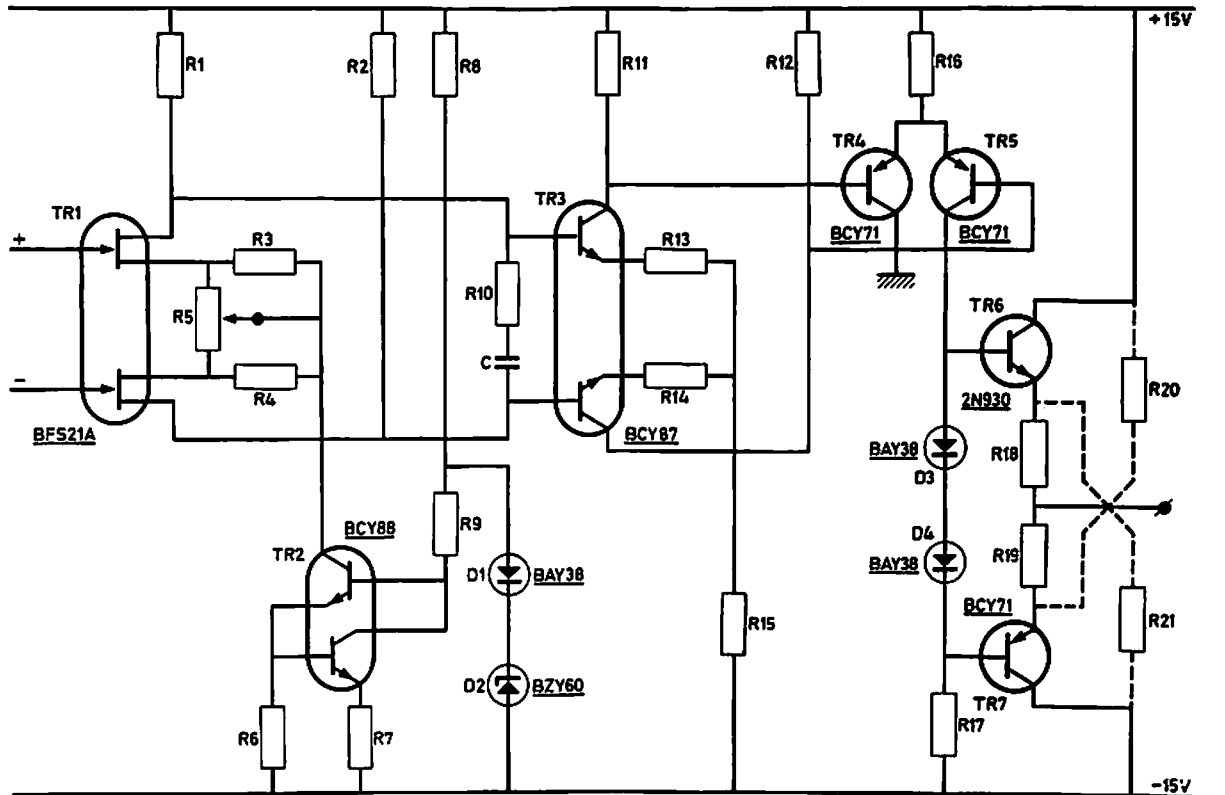 +15V
R1
R2
R8
R11
R12
R16
TR4
TR5
TR1
TR3
+
R3
R13
BCY71
BCY71
R10
R5
TR6
C
R20
−
R4
R14
2N930
BFS21A
BCY87
BAY38
R18
D3
R9
BCY88
D4
TR2
R19
D1
BAY38
BAY38
BCY71
R15
R21
D2
BZY60
TR7
R6
R7
R17
−15V